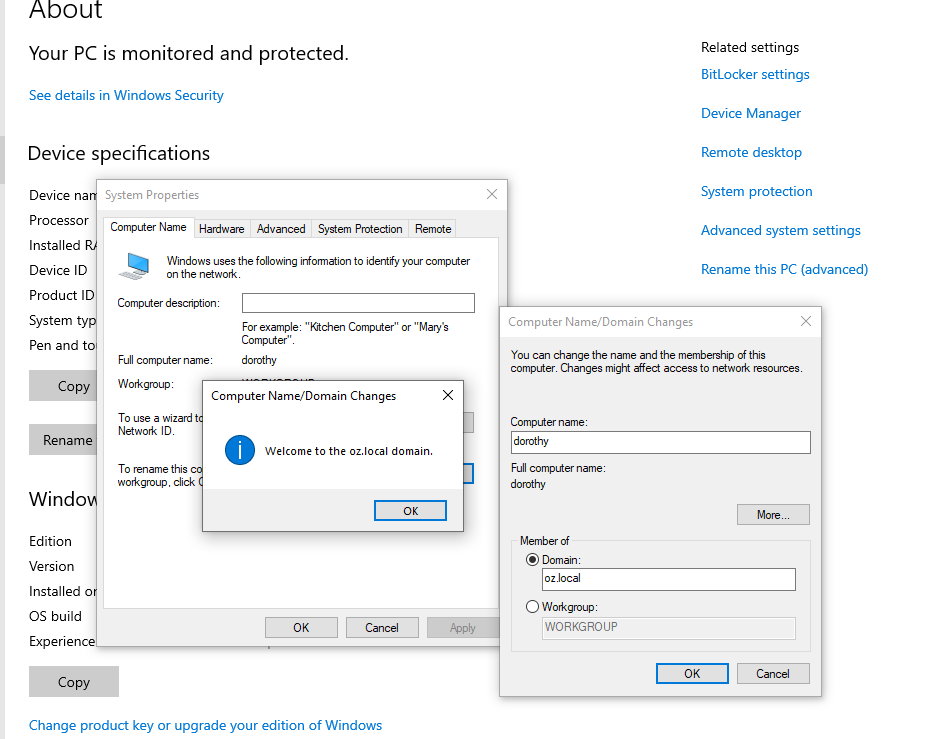 About
Your PC is monitored and protected.
See details in Windows Security
Device specifications
Device nam
Processor
Installed RA
Device ID
Product ID
System typ
Pen and to
Copy
Rename
Window
Edition
Version
Installed on
OS build
Experience
Copy
Change product key or upgrade your edition of Windows
Related settings
BitLocker settings
Device Manager
Remote desktop
System protection
Advanced system settings
Rename this PC (advanced)
System Properties
Computer Name
Hardware
Advanced
System Protection
Remote
Windows uses the following information to identify your computer
on the network.
Computer description:
For example: "Kitchen Computer" or "Mary's
Computer".
Full computer name:
dorothy
Workgroup:
To use a wizard to
Network ID.
To rename this co
workgroup, click C
OK
Cancel
Apply
Computer Name/Domain Changes
Welcome to the oz.local domain.
OK
Computer Name/Domain Changes
You can change the name and the membership of this
computer. Changes might affect access to network resources.
Computer name:
dorothy
Full computer name:
dorothy
More...
Member of
Domain:
oz.local
Workgroup:
WORKGROUP
OK
Cancel